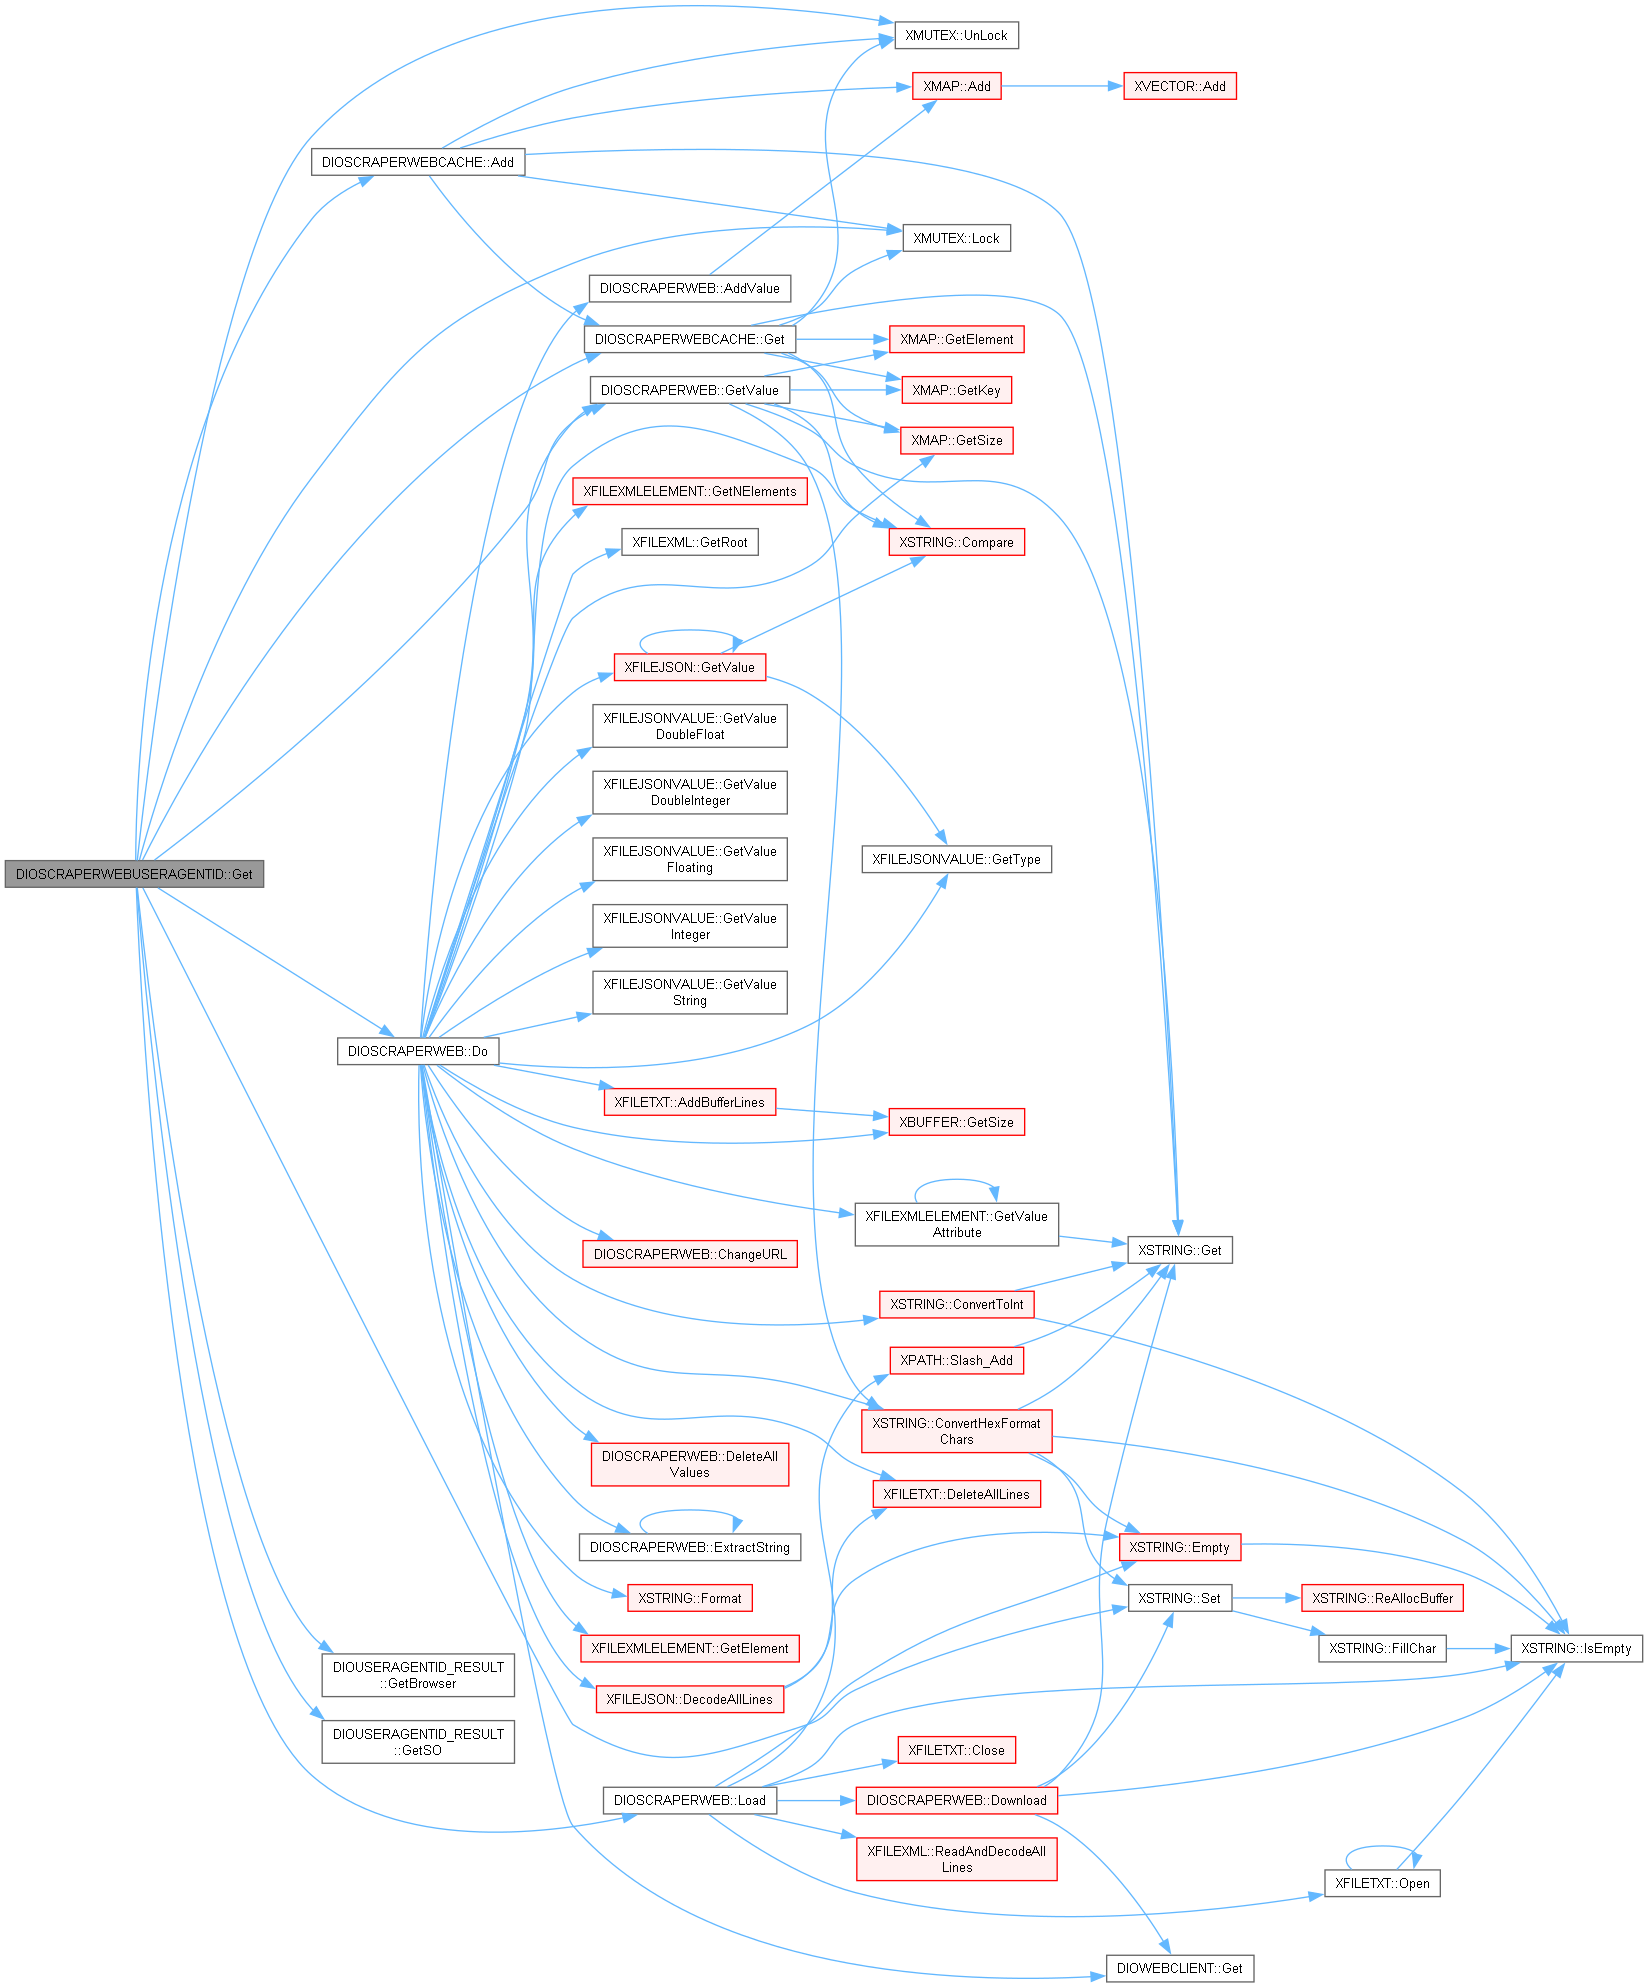 XMUTEX::UnLock
XMAP::Add
XVECTOR::Add
DIOSCRAPERWEBCACHE::Add
XMUTEX::Lock
DIOSCRAPERWEB::AddValue
DIOSCRAPERWEBCACHE::Get
XMAP::GetElement
DIOSCRAPERWEB::GetValue
XMAP::GetKey
XMAP::GetSize
XFILEXMLELEMENT::GetNElements
XFILEXML::GetRoot
XSTRING::Compare
XFILEJSON::GetValue
XFILEJSONVALUE::GetValue
DoubleFloat
XFILEJSONVALUE::GetValue
DoubleInteger
XFILEJSONVALUE::GetValue
Floating
XFILEJSONVALUE::GetType
DIOSCRAPERWEBUSERAGENTID::Get
XFILEJSONVALUE::GetValue
Integer
XFILEJSONVALUE::GetValue
String
DIOSCRAPERWEB::Do
XFILETXT::AddBufferLines
XBUFFER::GetSize
XFILEXMLELEMENT::GetValue
Attribute
DIOSCRAPERWEB::ChangeURL
XSTRING::Get
XSTRING::ConvertToInt
XPATH::Slash_Add
XSTRING::ConvertHexFormat
Chars
DIOSCRAPERWEB::DeleteAll
Values
XFILETXT::DeleteAllLines
DIOSCRAPERWEB::ExtractString
XSTRING::Empty
XSTRING::Format
XSTRING::Set
XSTRING::ReAllocBuffer
XFILEXMLELEMENT::GetElement
XSTRING::FillChar
XSTRING::IsEmpty
DIOUSERAGENTID_RESULT
::GetBrowser
XFILEJSON::DecodeAllLines
DIOUSERAGENTID_RESULT
::GetSO
XFILETXT::Close
DIOSCRAPERWEB::Load
DIOSCRAPERWEB::Download
XFILEXML::ReadAndDecodeAll
Lines
XFILETXT::Open
DIOWEBCLIENT::Get